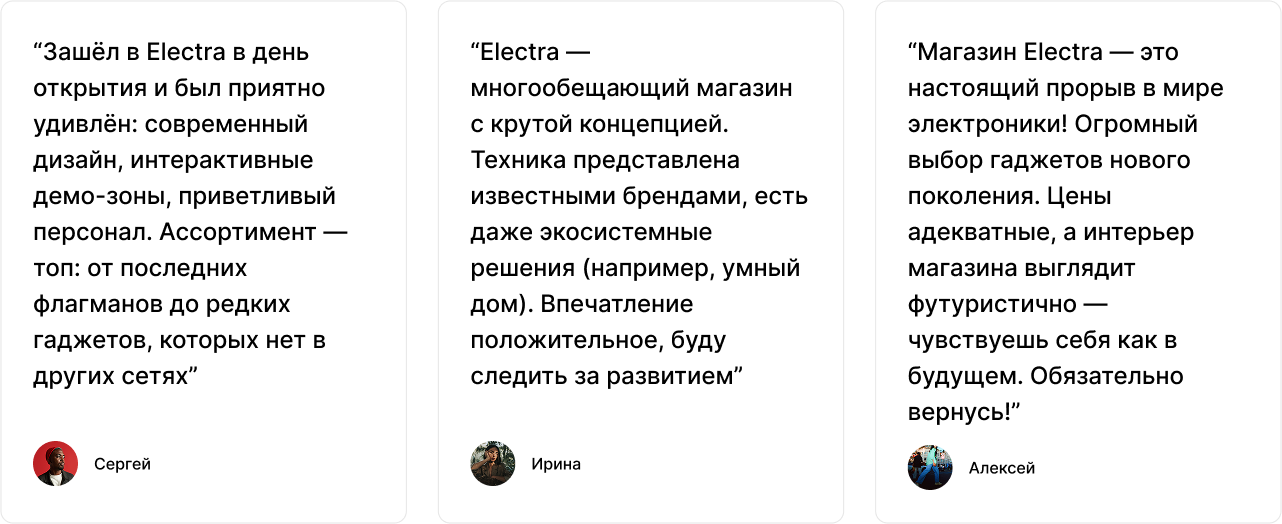 “Зашёл в Electra в день
открытия и был приятно
удивлён: современный
дизайн, интерактивные
демо-зоны, приветливый
персонал. Ассортимент —
топ: от последних
флагманов до редких
гаджетов, которых нет в
других сетях”
Сергей
“Electra —
многообещающий магазин
с крутой концепцией.
Техника представлена
известными брендами, есть
даже экосистемные
решения (например, умный
дом). Впечатление
положительное, буду
следить за развитием”
Ирина
“Магазин Electra — это
настоящий прорыв в мире
электроники! Огромный
выбор гаджетов нового
поколения. Цены
адекватные, а интерьер
магазина выглядит
футуристично —
чувствуешь себя как в
будущем. Обязательно
вернусь!”
Алексей